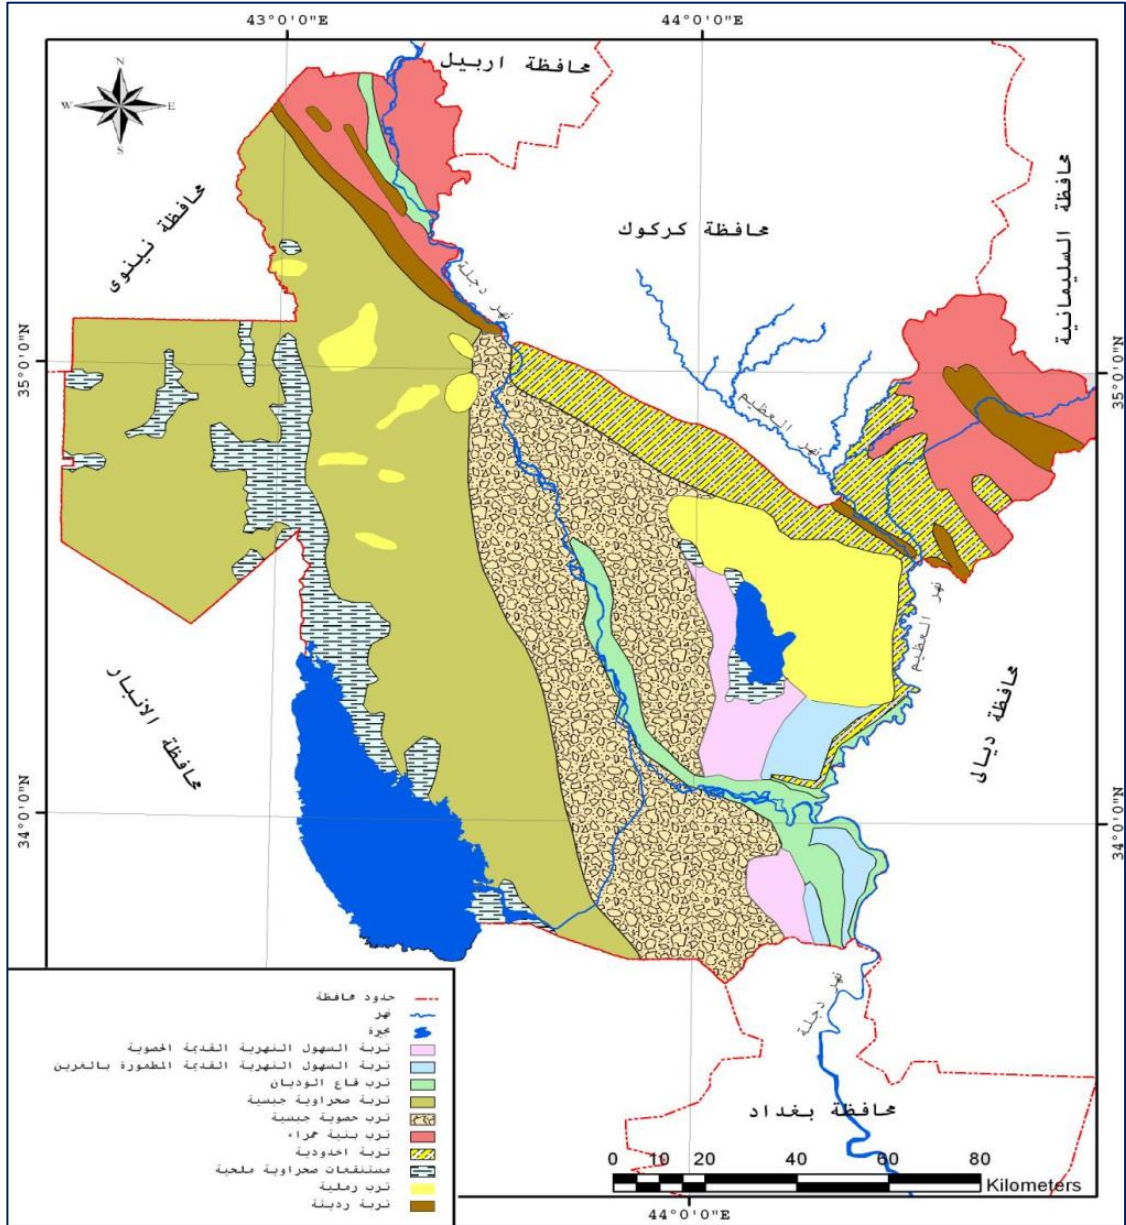 43°0'0"E
44°0'0"E
N
W
E
S
محافظة اربيل
محافظة السليمانية
محافظة نينوى
محافظة كركوك
نهر دجلة
35°0'0"N
35°0'0"N
نهر العظيم
نهر العظيم
محافظة الانبار
محافظة ديالى
34°0'0"N
34°0'0"N
نهر دجلة
محافظة بغداد
حدود محافظة
نهر
بحيرة
تربة السهول النهرية القديمة الحصوية
تربة السهول النهرية القديمة المطمورة بالغرين
ترب قاع الوديان
تربة صحراوية جبسية
ترب حصوية جبسية
ترب بنية حمراء
تربة اخدودية
مستنقعات صحراوية ملحية
ترب رملية
تربة رديئة
0 10 20 40 60 80
Kilometers
44°0'0"E